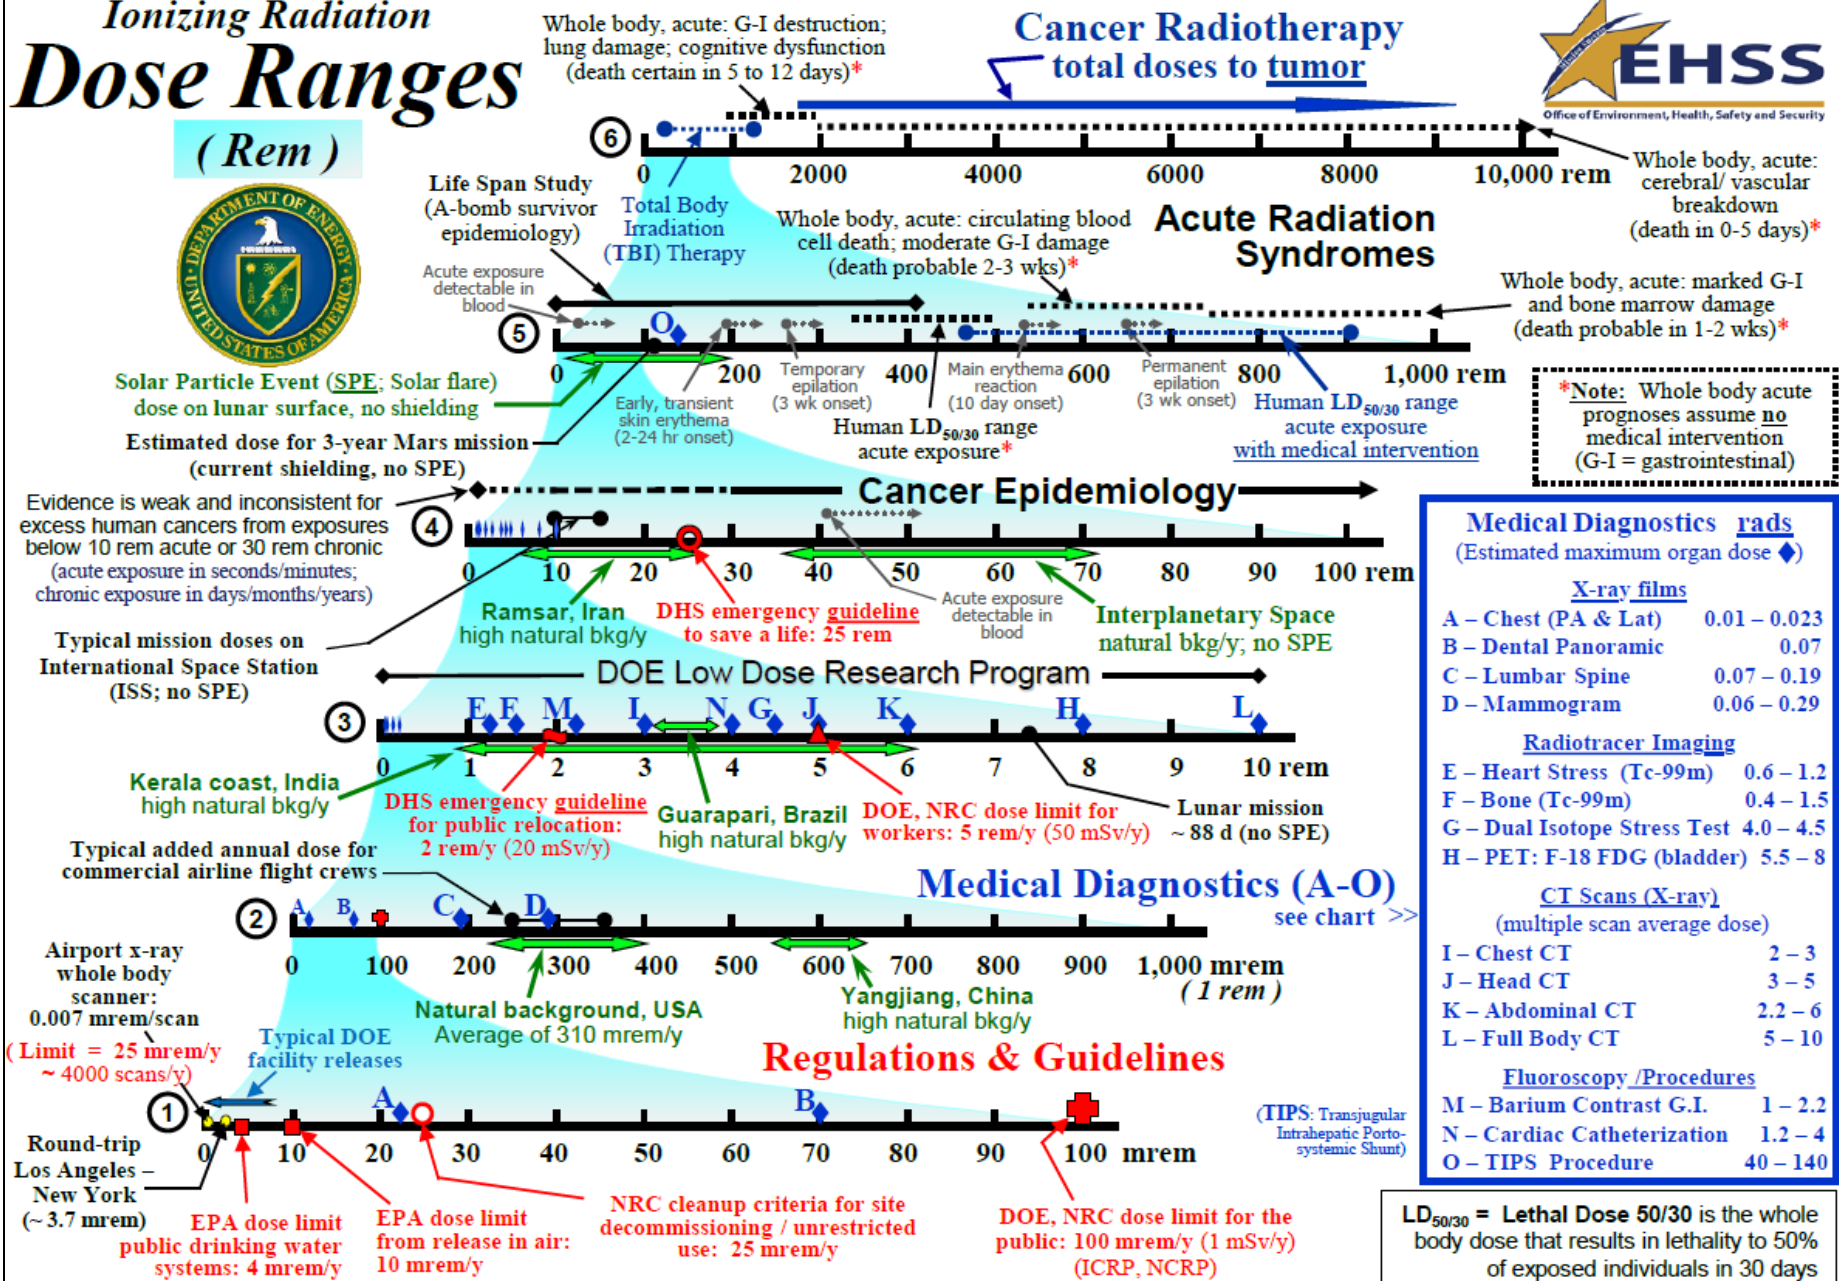 Ionizing Radiation
Dose Ranges
( Rem )
DEPARTMENT OF ENERGY
UNITED STATES OF AMERICA
EHSS
Office of Environment, Health, Safety and Security
Whole body, acute: G-I destruction;
lung damage; cognitive dysfunction
(death certain in 5 to 12 days)*
Cancer Radiotherapy
total doses to tumor
6
0 2000 4000 6000 8000 10,000 rem
Whole body, acute:
cerebral/ vascular
breakdown
(death in 0-5 days)*
Life Span Study
(A-bomb survivor
epidemiology)
Total Body
Irradiation
(TBI) Therapy
Whole body, acute: circulating blood
cell death; moderate G-I damage
(death probable 2-3 wks)*
Acute Radiation
Syndromes
Acute exposure
detectable in
blood
Whole body, acute: marked G-I
and bone marrow damage
(death probable in 1-2 wks)*
5
O
0 200 400 600 800 1,000 rem
Solar Particle Event (SPE; Solar flare)
dose on lunar surface, no shielding
Early, transient
skin erythema
(2-24 hr onset)
Temporary
epilation
(3 wk onset)
Main erythema
reaction
(10 day onset)
Permanent
epilation
(3 wk onset)
Human LD50/30 range
acute exposure*
Human LD50/30 range
acute exposure
with medical intervention
*Note: Whole body acute
prognoses assume no
medical intervention
(G-I = gastrointestinal)
Estimated dose for 3-year Mars mission
(current shielding, no SPE)
Cancer Epidemiology
Evidence is weak and inconsistent for
excess human cancers from exposures
below 10 rem acute or 30 rem chronic
(acute exposure in seconds/minutes;
chronic exposure in days/months/years)
4
0 10 20 30 40 50 60 70 80 90 100 rem
Ramsar, Iran
high natural bkg/y
DHS emergency guideline
to save a life: 25 rem
Acute exposure
detectable in
blood
Interplanetary Space
natural bkg/y; no SPE
Typical mission doses on
International Space Station
(ISS; no SPE)
DOE Low Dose Research Program
3
E F M I N G J K H L
0 1 2 3 4 5 6 7 8 9 10 rem
Kerala coast, India
high natural bkg/y
DHS emergency guideline
for public relocation:
2 rem/y (20 mSv/y)
Guarapari, Brazil
high natural bkg/y
DOE, NRC dose limit for
workers: 5 rem/y (50 mSv/y)
Lunar mission
~ 88 d (no SPE)
Typical added annual dose for
commercial airline flight crews
Medical Diagnostics (A-O)
see chart >>
2
A B C D
0 100 200 300 400 500 600 700 800 900 1,000 mrem
( 1 rem )
Natural background, USA
Average of 310 mrem/y
Yangjiang, China
high natural bkg/y
Airport x-ray
whole body
scanner:
0.007 mrem/scan
( Limit = 25 mrem/y
~ 4000 scans/y)
Typical DOE
facility releases
Regulations & Guidelines
1
A B
0 10 20 30 40 50 60 70 80 90 100 mrem
Round-trip
Los Angeles –
New York
(~ 3.7 mrem)
EPA dose limit
public drinking water
systems: 4 mrem/y
EPA dose limit
from release in air:
10 mrem/y
NRC cleanup criteria for site
decommissioning / unrestricted
use: 25 mrem/y
DOE, NRC dose limit for the
public: 100 mrem/y (1 mSv/y)
(ICRP, NCRP)
(TIPS: Transjugular
Intrahepatic Porto-
systemic Shunt)
Medical Diagnostics rads
(Estimated maximum organ dose ◆)
X-ray films
A – Chest (PA & Lat) 0.01 – 0.023
B – Dental Panoramic 0.07
C – Lumbar Spine 0.07 – 0.19
D – Mammogram 0.06 – 0.29
Radiotracer Imaging
E – Heart Stress (Tc-99m) 0.6 – 1.2
F – Bone (Tc-99m) 0.4 – 1.5
G – Dual Isotope Stress Test 4.0 – 4.5
H – PET: F-18 FDG (bladder) 5.5 – 8
CT Scans (X-ray)
(multiple scan average dose)
I – Chest CT 2 – 3
J – Head CT 3 – 5
K – Abdominal CT 2.2 – 6
L – Full Body CT 5 – 10
Fluoroscopy /Procedures
M – Barium Contrast G.I. 1 – 2.2
N – Cardiac Catheterization 1.2 – 4
O – TIPS Procedure 40 – 140
LD50/30 = Lethal Dose 50/30 is the whole
body dose that results in lethality to 50%
of exposed individuals in 30 days